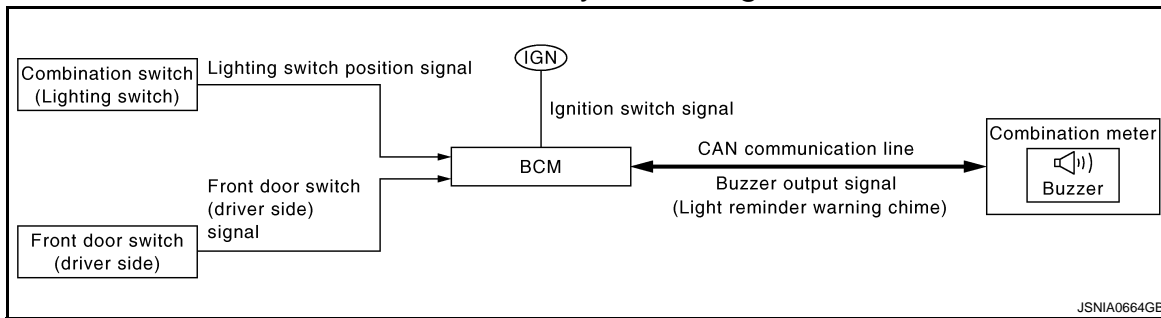 Combination switch
(Lighting switch)
Lighting switch position signal
IGN
Ignition switch signal
Front door switch
(driver side)
signal
Front door switch
(driver side)
BCM
CAN communication line
Buzzer output signal
(Light reminder warning chime)
Combination meter
Buzzer
JSNIA0664GB